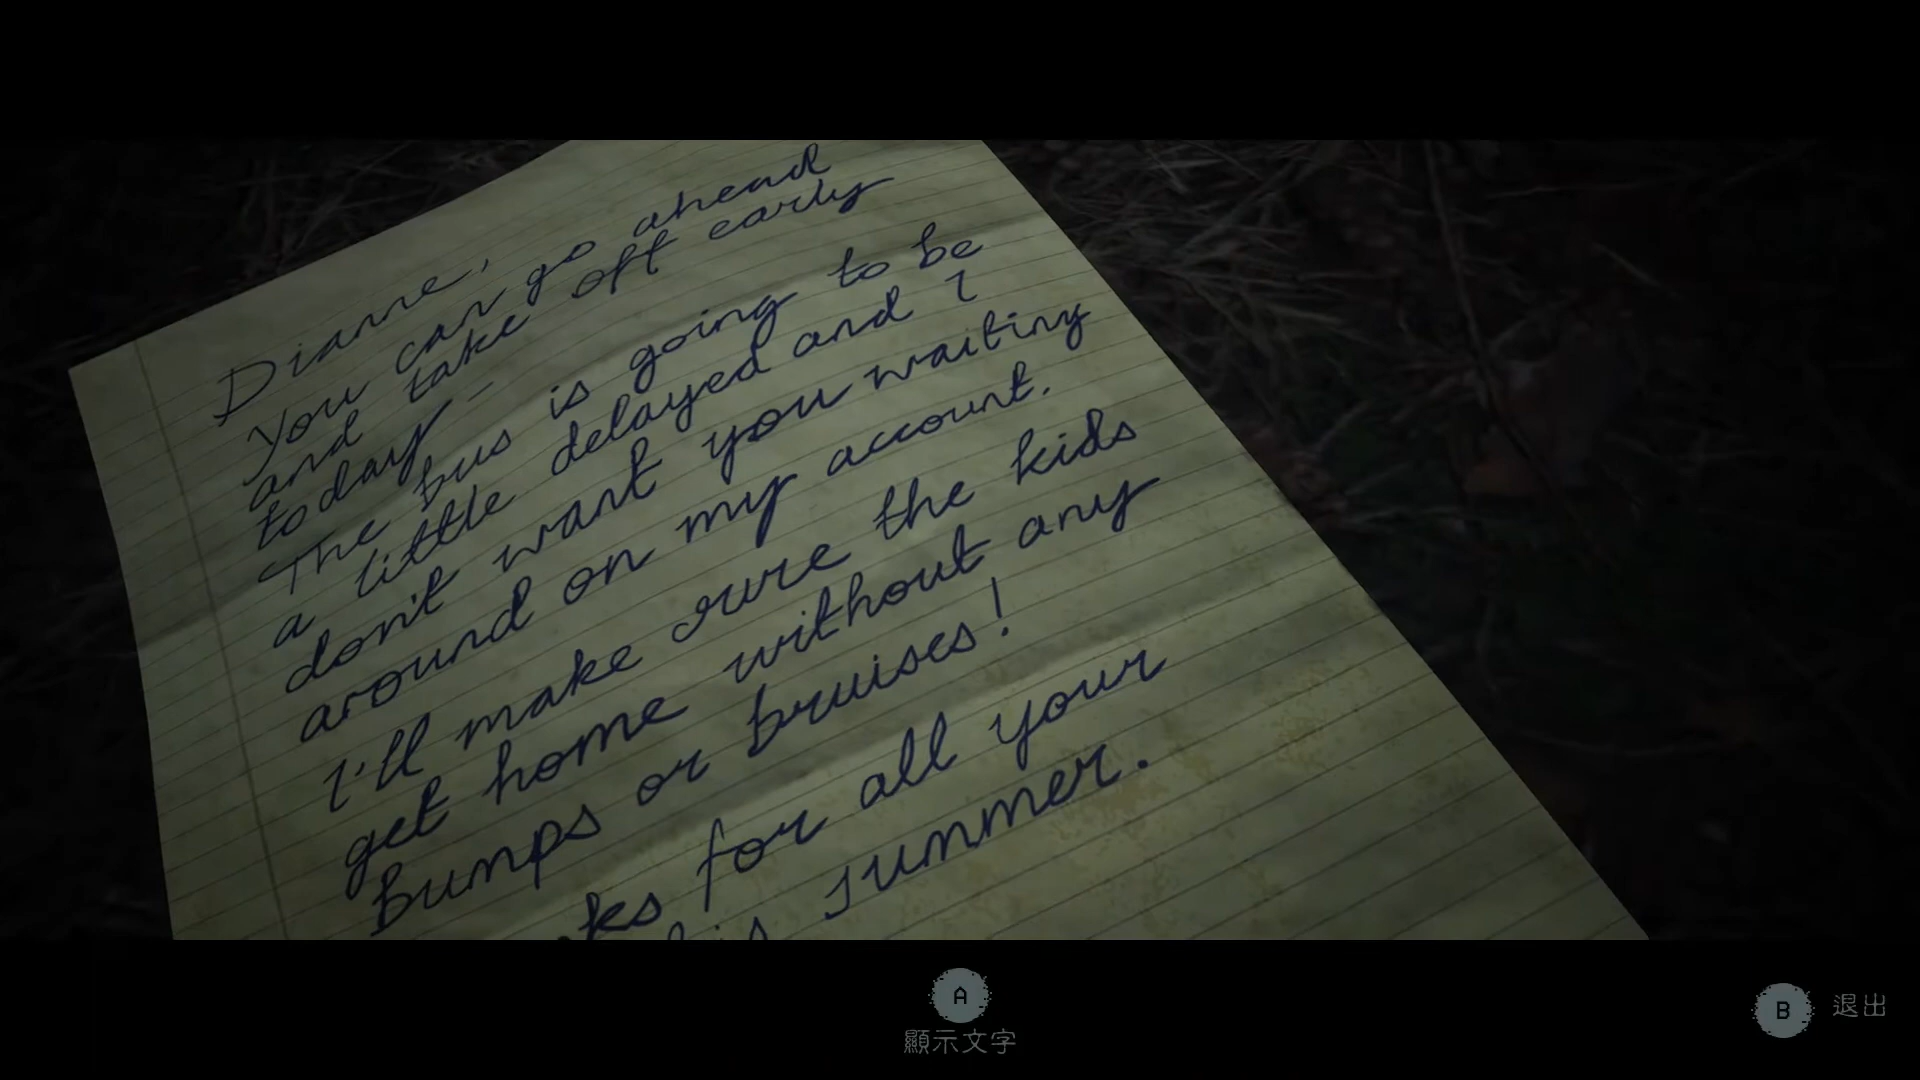 Dianne,
You can go ahead
and take off early
today -
The bus is going to be
a little delayed and I
don't want you waiting
around on my account.
I'll make sure the kids
get home without any
bumps or bruises!
ks for all your
is summer.
A
顯示文字
B 退出